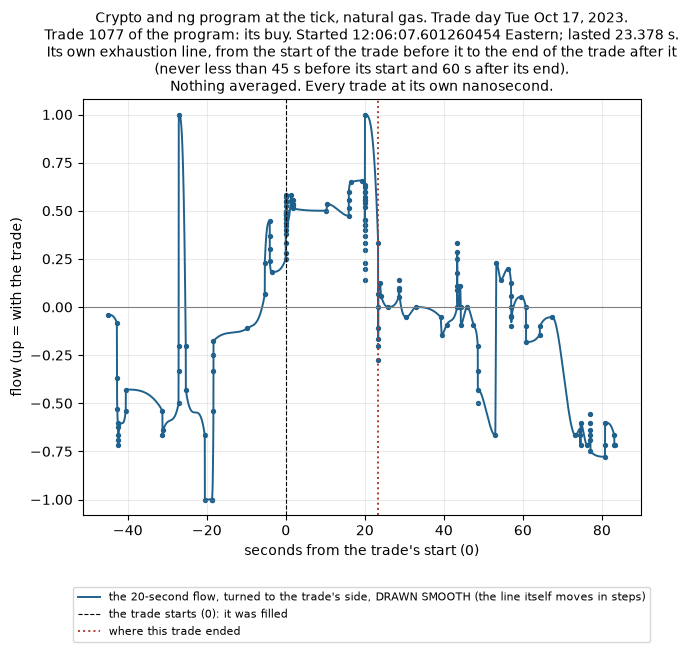 Crypto and ng program at the tick, natural gas. Trade day Tue Oct 17, 2023.
Trade 1077 of the program: its buy. Started 12:06:07.601260454 Eastern; lasted 23.378 s.
Its own exhaustion line, from the start of the trade before it to the end of the trade after it
(never less than 45 s before its start and 60 s after its end).
Nothing averaged. Every trade at its own nanosecond.
1.00
0.75
0.50
0.25
0.00
−0.25
−0.50
−0.75
−1.00
flow (up = with the trade)
−40
−20
0
20
40
60
80
seconds from the trade's start (0)
the 20-second flow, turned to the trade's side, DRAWN SMOOTH (the line itself moves in steps)
the trade starts (0): it was filled
where this trade ended